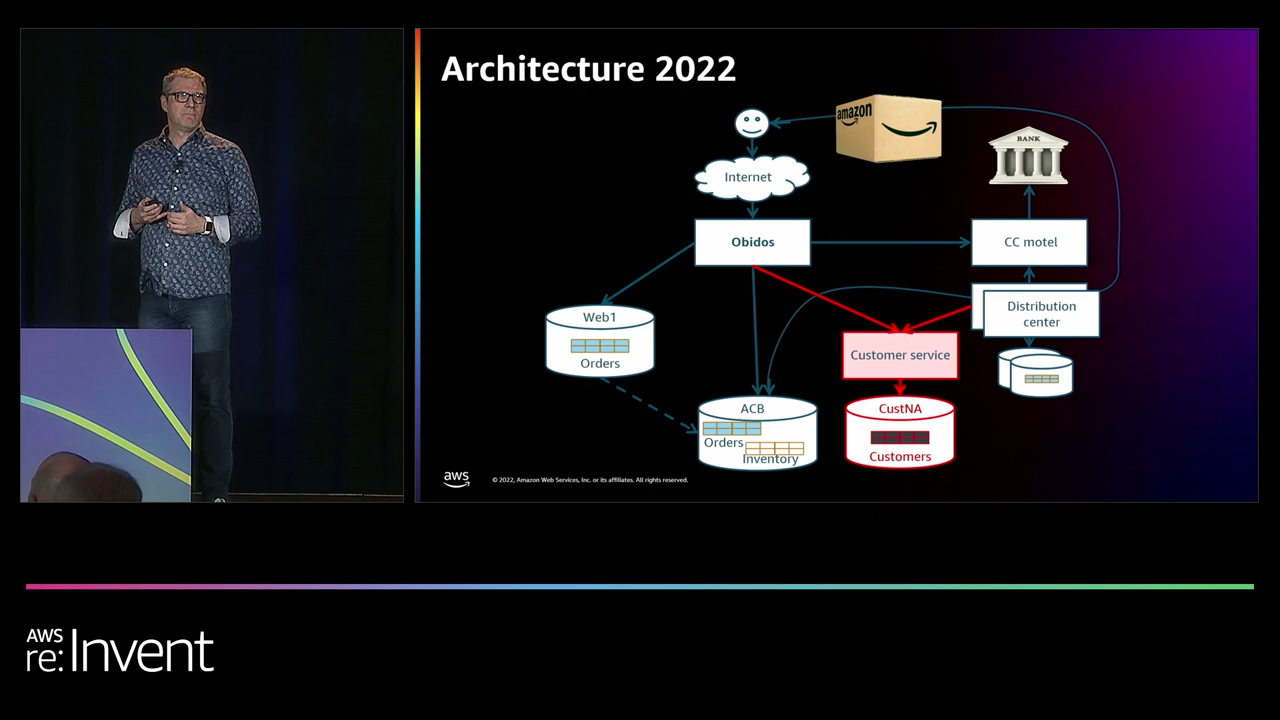 Architecture 2022
amazon
BANK
Internet
Obidos
CC motel
Web1
Orders
Distribution
center
Customer service
ACB
Orders
Inventory
CustNA
Customers
aws
© 2022, Amazon Web Services, Inc. or its affiliates. All rights reserved.
AWS
re:Invent